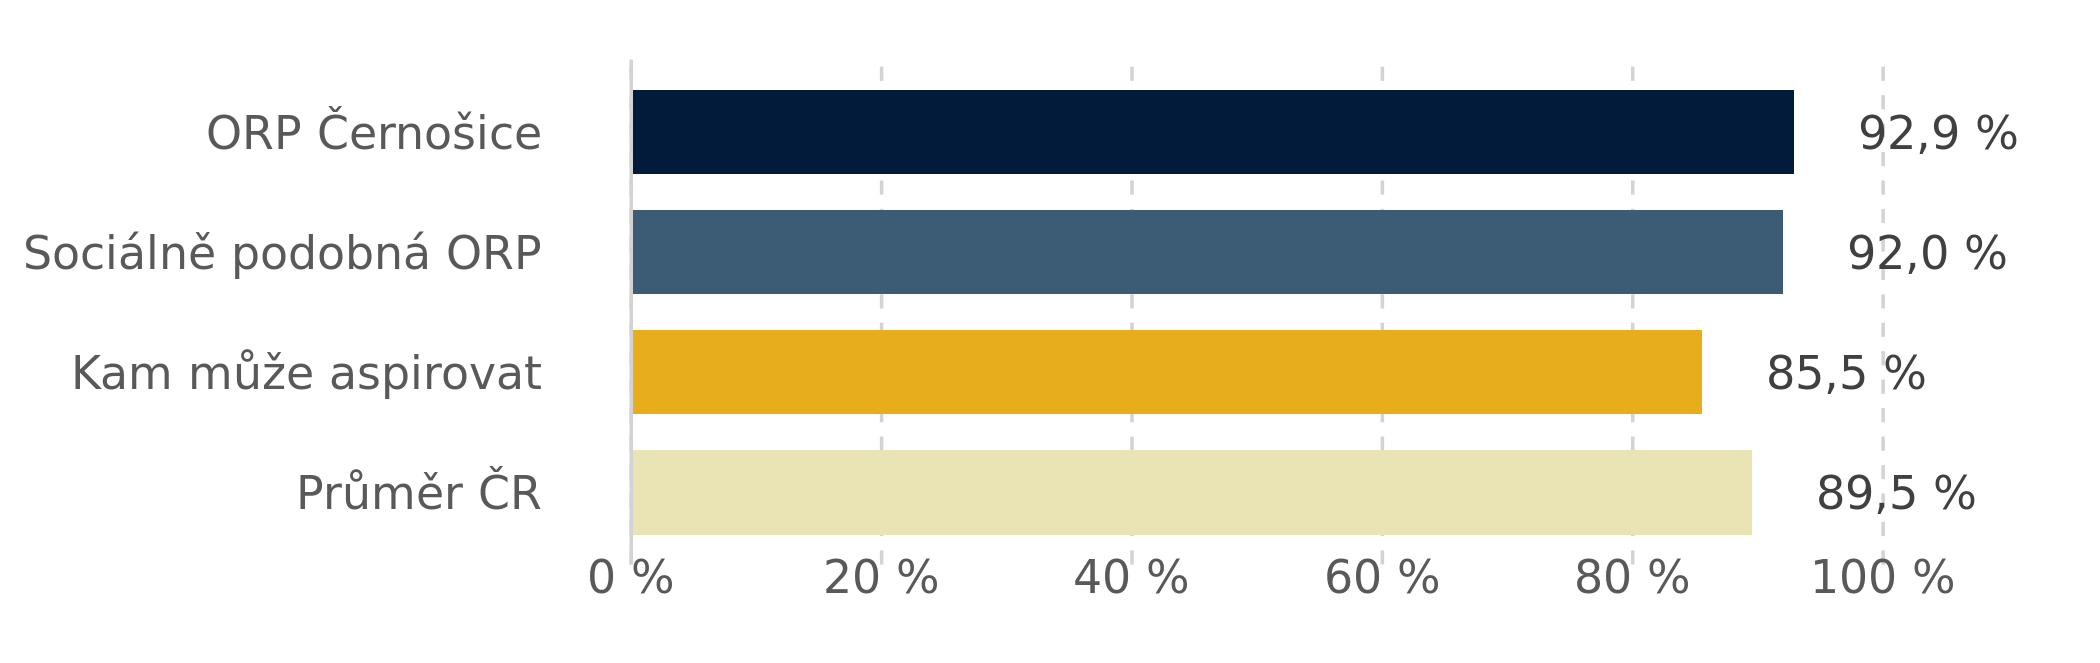 ORP Černošice 92,9 %
Sociálně podobná ORP 92,0 %
Kam může aspirovat 85,5 %
Průměr ČR 89,5 %
0 % 20 % 40 % 60 % 80 % 100 %